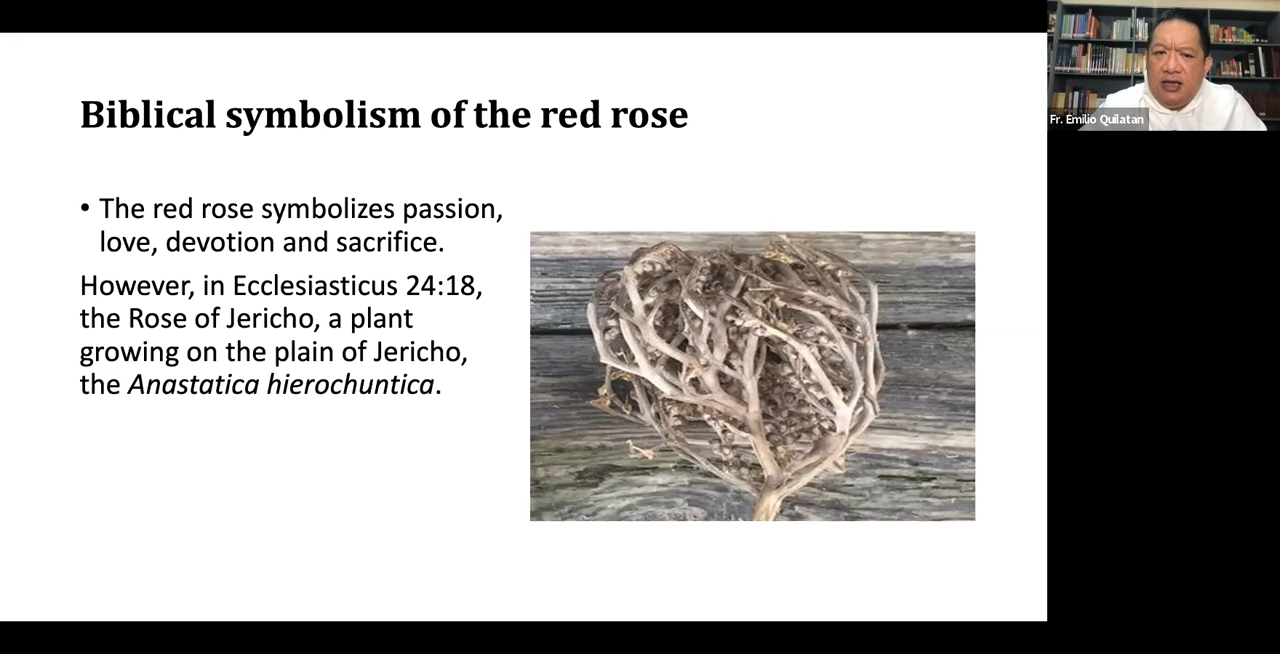 Biblical symbolism of the red rose
• The red rose symbolizes passion,
love, devotion and sacrifice.
However, in Ecclesiasticus 24:18,
the Rose of Jericho, a plant
growing on the plain of Jericho,
the Anastatica hierochuntica.
Fr. Emilio Quilatan